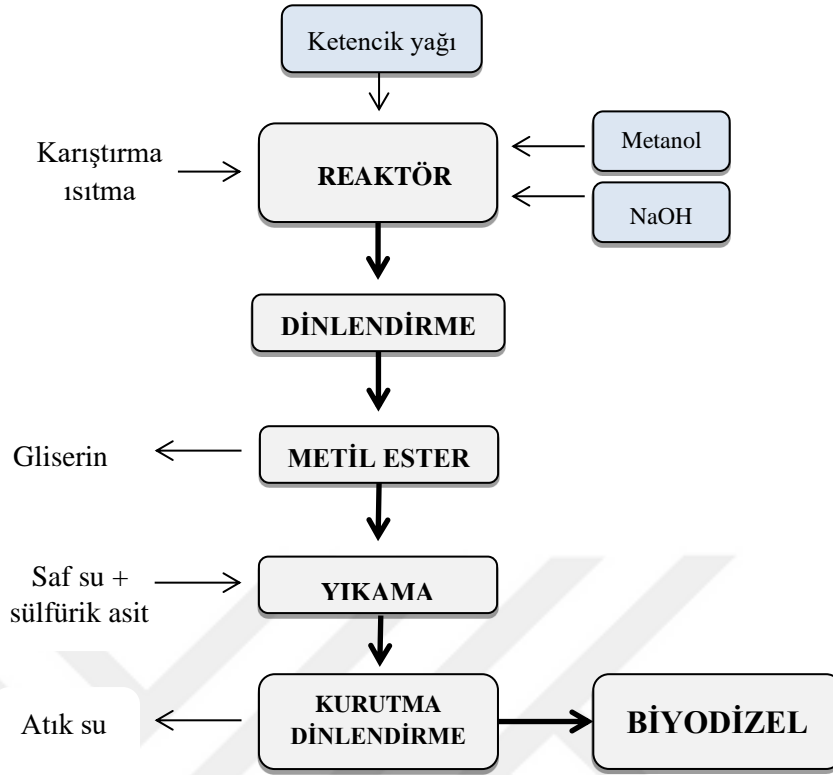 Ketencik yağı
Karıştırma
ısıtma
REAKTÖR
Metanol
NaOH
DİNLENDİRME
Gliserin
METİL ESTER
Saf su +
sülfürik asit
YIKAMA
Atık su
KURUTMA
DİNLENDİRME
BİYODİZEL